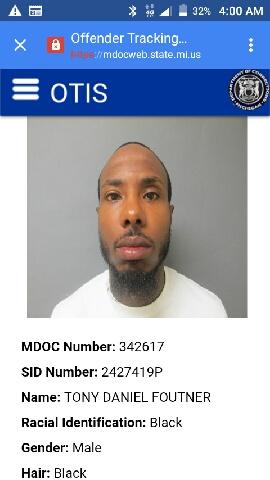 32% 4:00 AM
Offender Tracking...
https://mdocweb.state.mi.us
OTIS
MDOC Number: 342617
SID Number: 2427419P
Name: TONY DANIEL FOUTNER
Racial Identification: Black
Gender: Male
Hair: Black